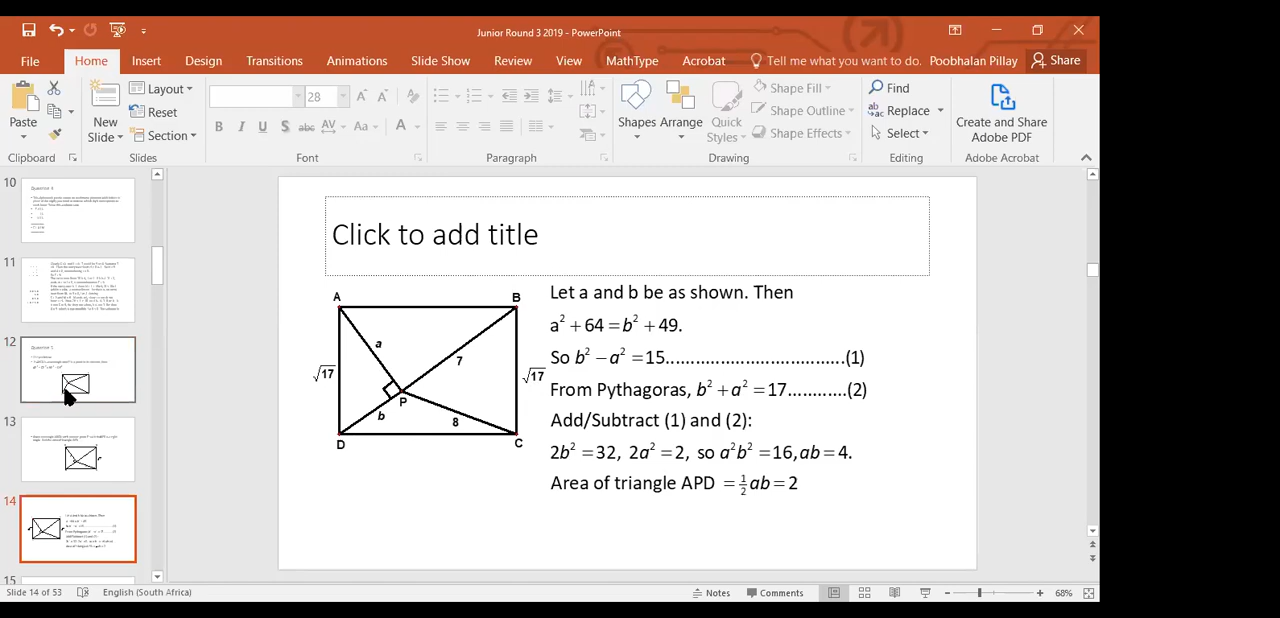 Junior Round 3 2019 - PowerPoint
File Home Insert Design Transitions Animations Slide Show Review View MathType Acrobat Tell me what you want to do. Poobhalan Pillay Share
Paste
Clipboard
New Slide
Layout
Reset
Section
Slides
28
B I U S abc AV Aa A
Font
Paragraph
Shapes Arrange Quick Styles
Shape Fill
Shape Outline
Shape Effects
Drawing
Find
Replace
Select
Editing
Create and Share Adobe PDF
Adobe Acrobat
10
11
12
13
14
15
Click to add title
A B
a
7
√17 √17
P
b 8
D C
Let a and b be as shown. Then
a² + 64 = b² + 49.
So b² − a² = 15....................................(1)
From Pythagoras, b² + a² = 17............(2)
Add/Subtract (1) and (2):
2b² = 32, 2a² = 2, so a²b² = 16, ab = 4.
Area of triangle APD = ½ab = 2
Slide 14 of 53 English (South Africa) Notes Comments 68%